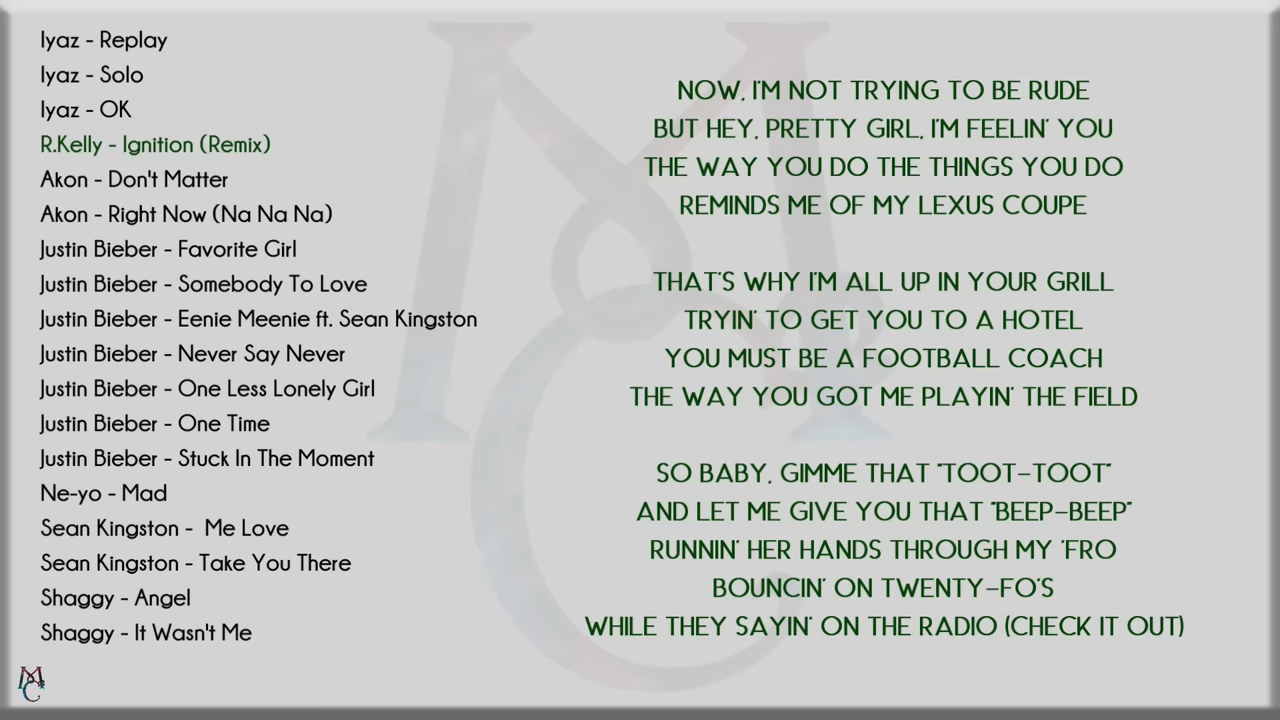 Iyaz - Replay
Iyaz - Solo
Iyaz - OK
R.Kelly - Ignition (Remix)
Akon - Don't Matter
Akon - Right Now (Na Na Na)
Justin Bieber - Favorite Girl
Justin Bieber - Somebody To Love
Justin Bieber - Eenie Meenie ft. Sean Kingston
Justin Bieber - Never Say Never
Justin Bieber - One Less Lonely Girl
Justin Bieber - One Time
Justin Bieber - Stuck In The Moment
Ne-yo - Mad
Sean Kingston -  Me Love
Sean Kingston - Take You There
Shaggy - Angel
Shaggy - It Wasn't Me
NOW, I'M NOT TRYING TO BE RUDE
BUT HEY, PRETTY GIRL, I'M FEELIN' YOU
THE WAY YOU DO THE THINGS YOU DO
REMINDS ME OF MY LEXUS COUPE
THAT'S WHY I'M ALL UP IN YOUR GRILL
TRYIN' TO GET YOU TO A HOTEL
YOU MUST BE A FOOTBALL COACH
THE WAY YOU GOT ME PLAYIN' THE FIELD
SO BABY, GIMME THAT "TOOT-TOOT"
AND LET ME GIVE YOU THAT "BEEP-BEEP"
RUNNIN' HER HANDS THROUGH MY 'FRO
BOUNCIN' ON TWENTY-FO'S
WHILE THEY SAYIN' ON THE RADIO (CHECK IT OUT)
MC